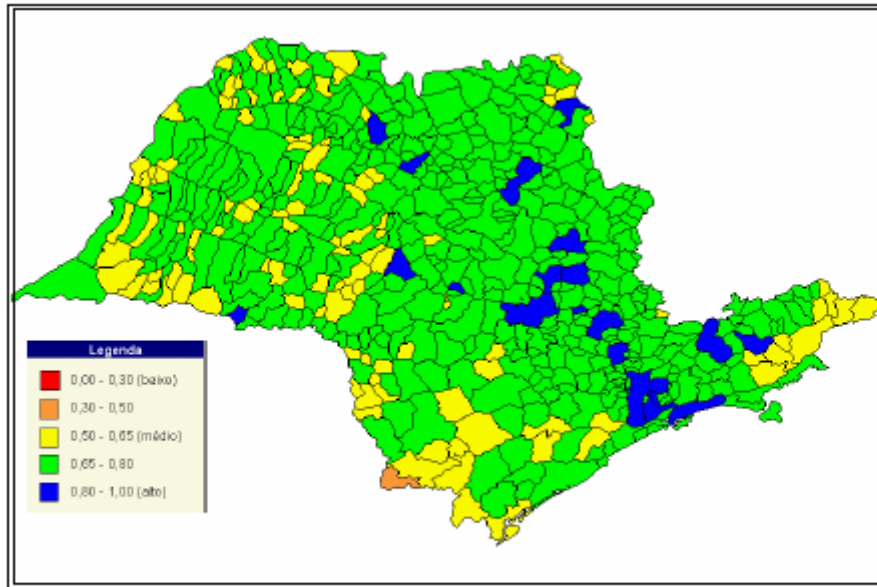 Legenda
0,00 - 0,30 (baixo)
0,30 - 0,50
0,50 - 0,65 (médio)
0,65 - 0,80
0,80 - 1,00 (alto)